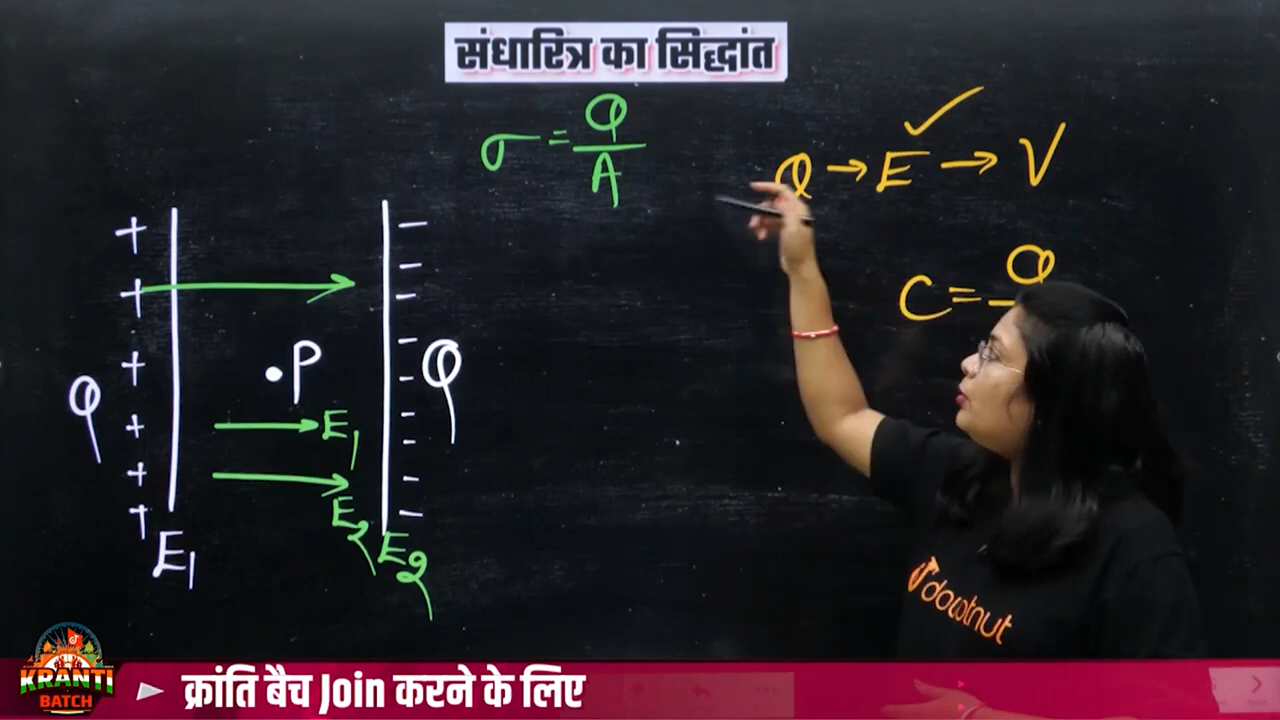 संधारित्र का सिद्धांत
σ = Q/A
Q → E → V ✓
C = Q
+ + + + + +
− − − − − − − − −
Q
• P
Q
E₁
E₂
E₁
E₂
doubtnut
KRANTI
BATCH
क्रांति बैच Join करने के लिए